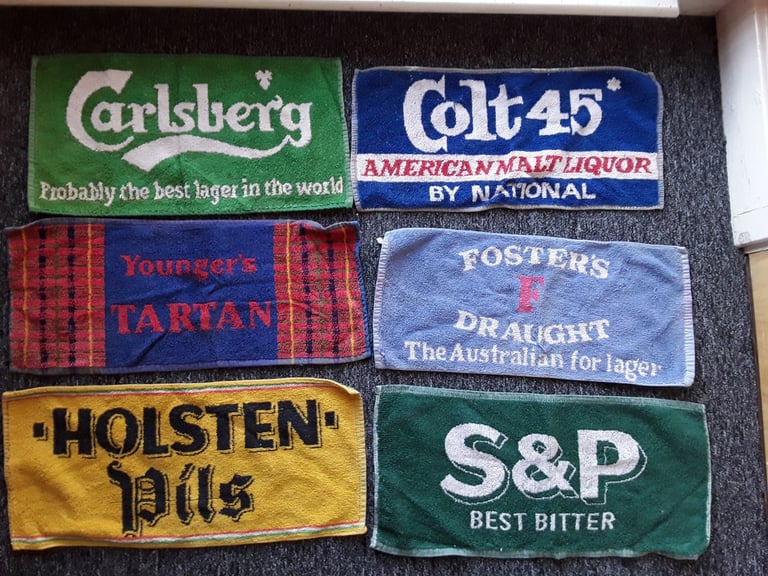 Carlsberg
Probably the best lager in the world
Colt 45*
AMERICAN MALT LIQUOR
BY NATIONAL
Younger's
TARTAN
FOSTER'S
F
DRAUGHT
The Australian for lager
·HOLSTEN·
Pils
S&P
BEST BITTER